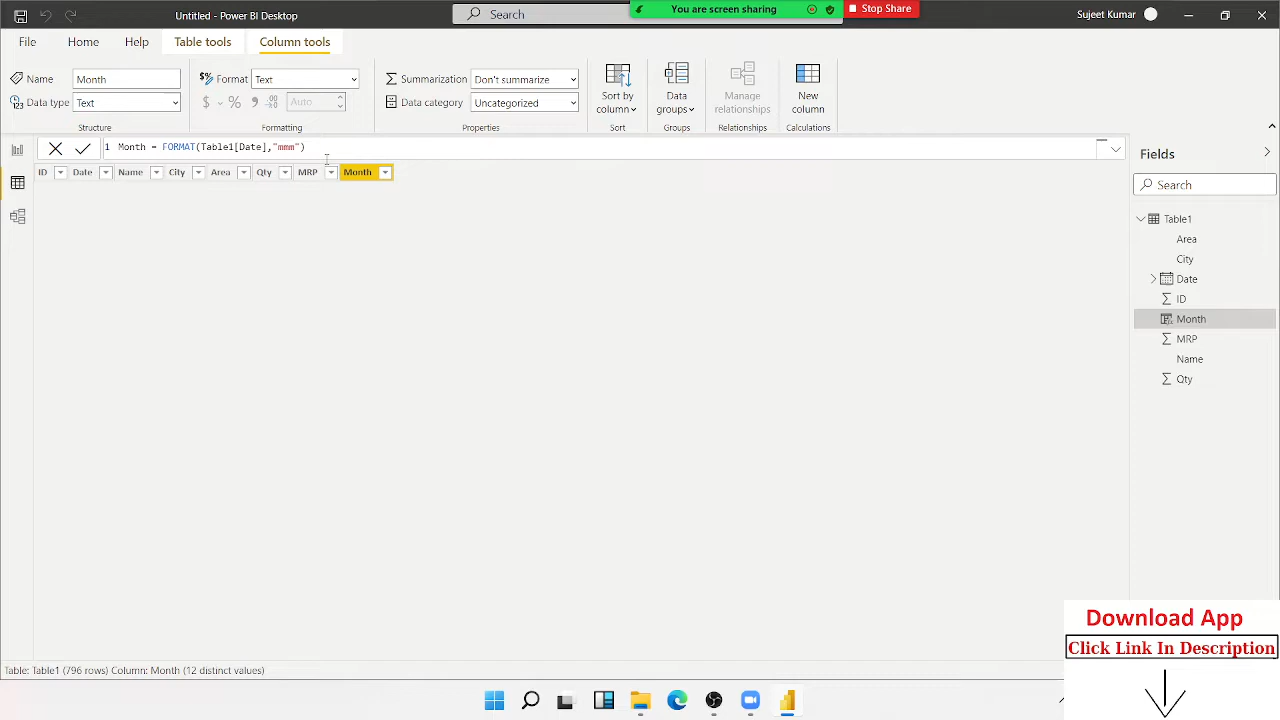 Untitled - Power BI Desktop
Search
You are screen sharing
Stop Share
Sujeet Kumar
File
Home
Help
Table tools
Column tools
Name
Month
Format
Text
Summarization
Don't summarize
Sort by column
Data groups
Manage relationships
New column
Data type
Text
$
%
Auto
Data category
Uncategorized
Structure
Formatting
Properties
Sort
Groups
Relationships
Calculations
1 Month = FORMAT(Table1[Date],"mmm")
Fields
ID
Date
Name
City
Area
Qty
MRP
Month
Search
Table1
Area
City
Date
ID
Month
MRP
Name
Qty
Download App
Click Link In Description
Table: Table1 (796 rows) Column: Month (12 distinct values)